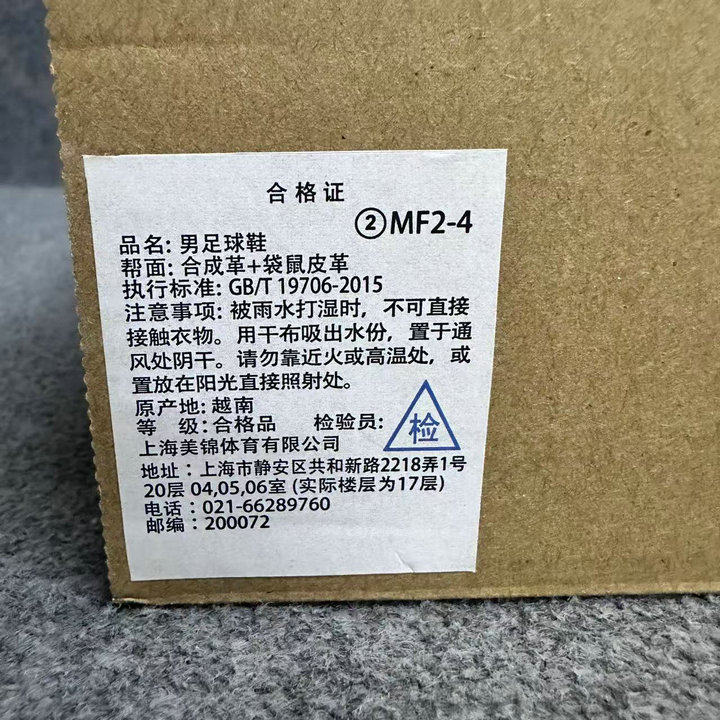 合格证
②MF2-4
品名: 男足球鞋
帮面: 合成革+袋鼠皮革
执行标准: GB/T 19706-2015
注意事项: 被雨水打湿时, 不可直接
接触衣物。用干布吸出水份, 置于通
风处阴干。请勿靠近火或高温处, 或
置放在阳光直接照射处。
原产地: 越南
等 级: 合格品 检验员: 检
上海美锦体育有限公司
地址: 上海市静安区共和新路2218弄1号
20层 04,05,06室 (实际楼层为17层)
电话: 021-66289760
邮编: 200072